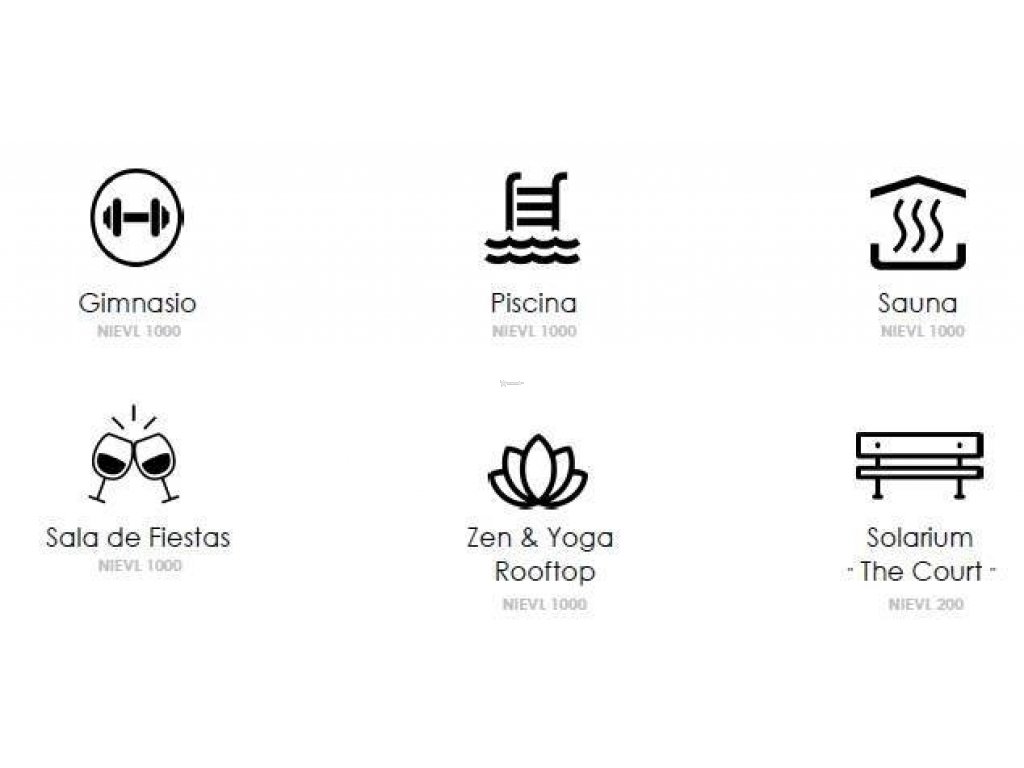 Gimnasio
NIEVL 1000
Piscina
NIEVL 1000
Sauna
NIEVL 1000
Sala de Fiestas
NIEVL 1000
Zen & Yoga
Rooftop
NIEVL 1000
Solarium
" The Court "
NIEVL 200